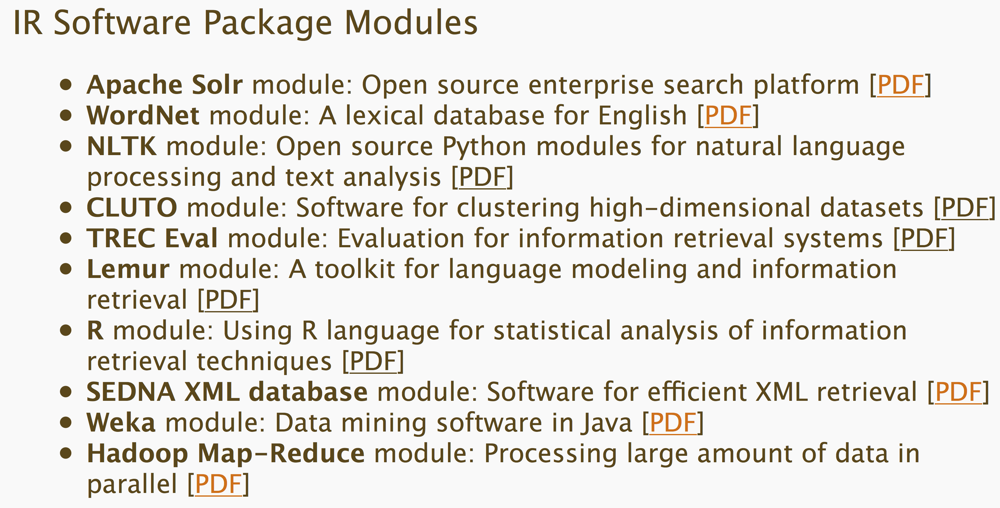 IR Software Package Modules
● Apache Solr module: Open source enterprise search platform [PDF]
● WordNet module: A lexical database for English [PDF]
● NLTK module: Open source Python modules for natural language
processing and text analysis [PDF]
● CLUTO module: Software for clustering high-dimensional datasets [PDF]
● TREC Eval module: Evaluation for information retrieval systems [PDF]
● Lemur module: A toolkit for language modeling and information
retrieval [PDF]
● R module: Using R language for statistical analysis of information
retrieval techniques [PDF]
● SEDNA XML database module: Software for efficient XML retrieval [PDF]
● Weka module: Data mining software in Java [PDF]
● Hadoop Map-Reduce module: Processing large amount of data in
parallel [PDF]